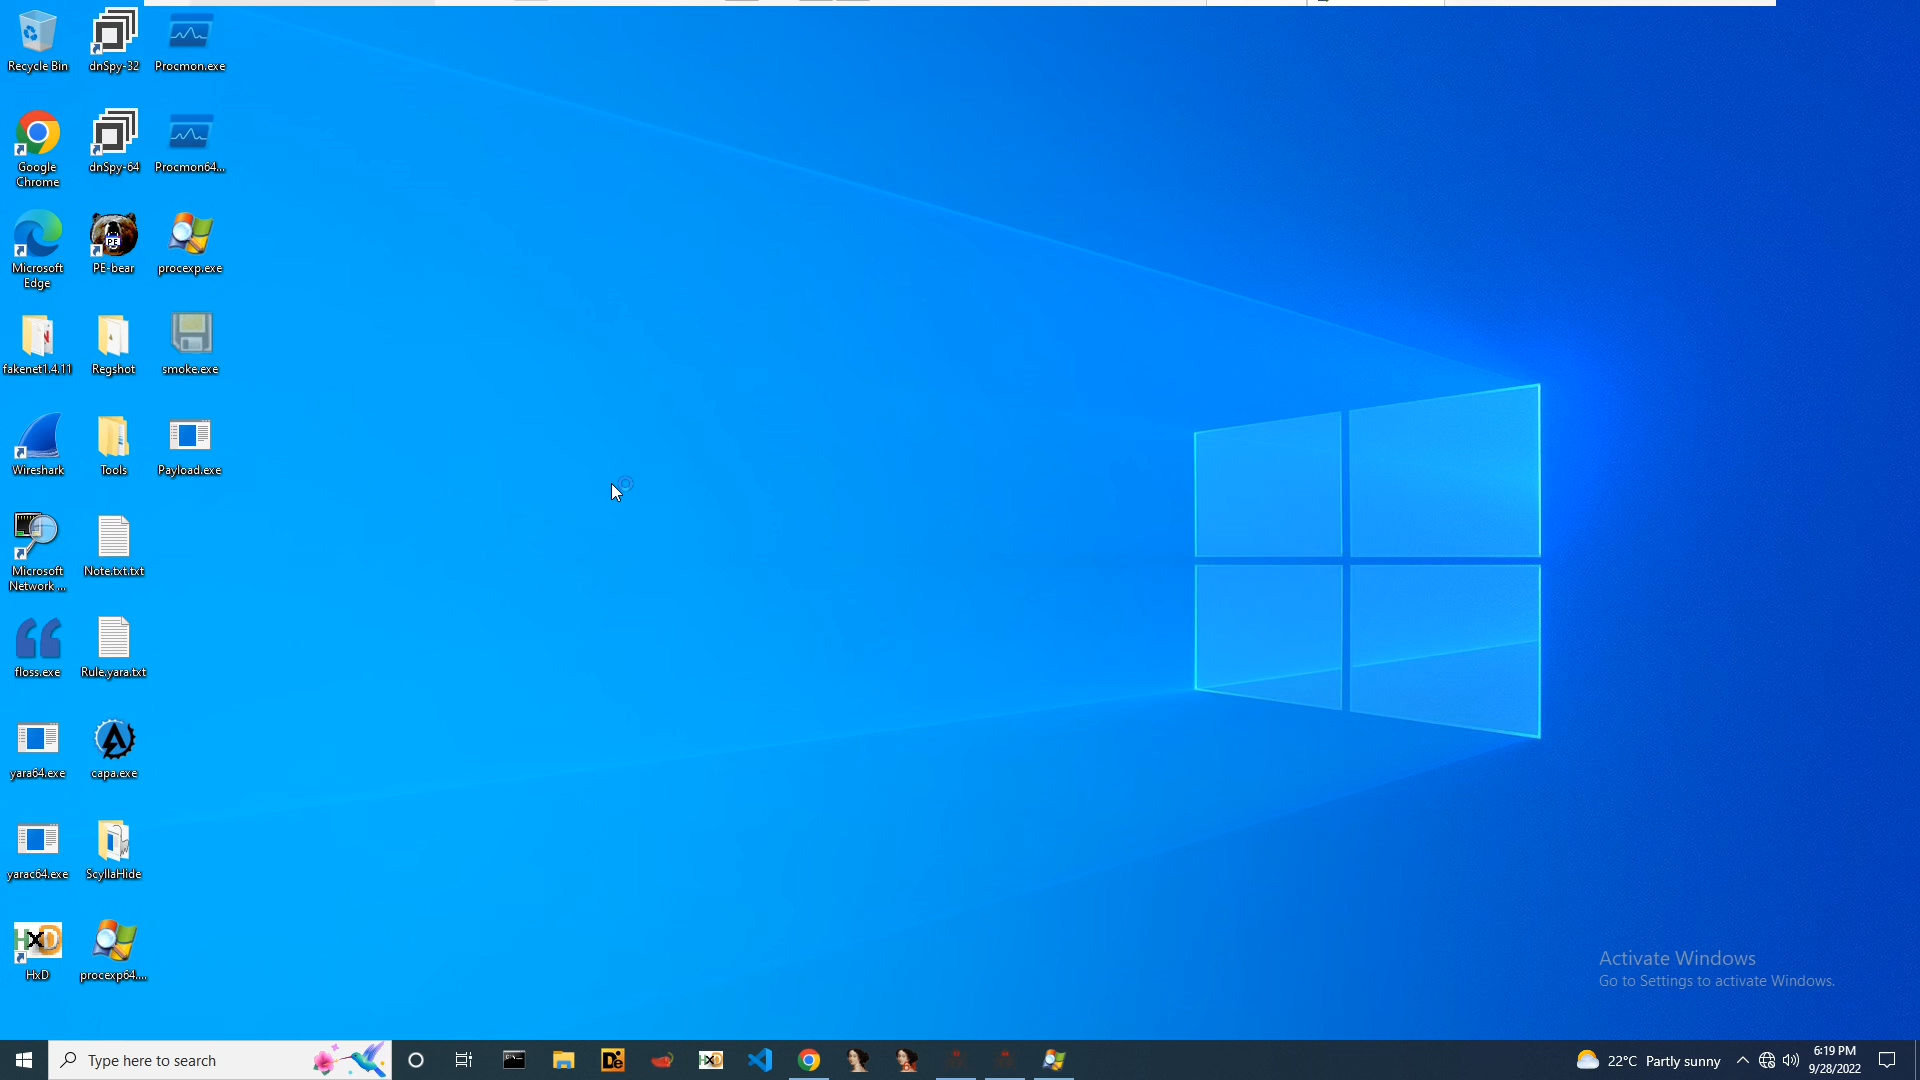 Recycle Bin
dnSpy-32
Procmon.exe
Google
Chrome
dnSpy-64
Procmon64...
Microsoft
Edge
PE-bear
PE
procexp.exe
fakenet1.4.11
Regshot
smoke.exe
Wireshark
Tools
Payload.exe
Microsoft
Network ...
Note.txt.txt
floss.exe
Rule.yara.txt
yara64.exe
capa.exe
yarac64.exe
ScyllaHide
HxD
HxD
procexp64....
Activate Windows
Go to Settings to activate Windows.
Type here to search
22°C Partly sunny
6:19 PM
9/28/2022